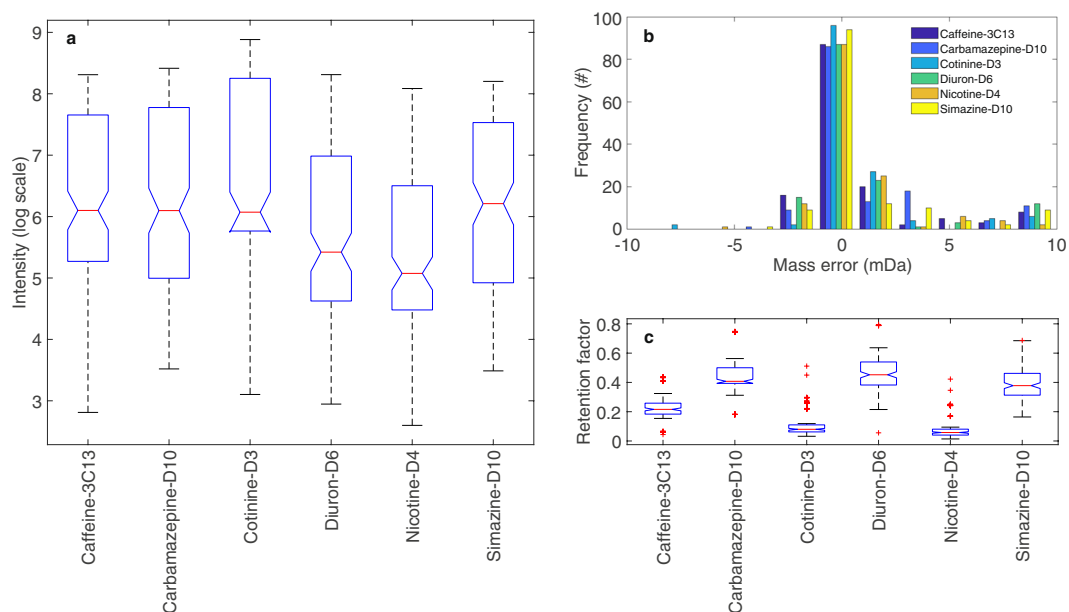 a
9
8
7
6
5
4
3
Intensity (log scale)
Caffeine-3C13
Carbamazepine-D10
Cotinine-D3
Diuron-D6
Nicotine-D4
Simazine-D10
b
100
80
60
40
20
0
Frequency (#)
Caffeine-3C13
Carbamazepine-D10
Cotinine-D3
Diuron-D6
Nicotine-D4
Simazine-D10
-10 -5 0 5 10
Mass error (mDa)
c
0.8
0.6
0.4
0.2
0
Retention factor
Caffeine-3C13
Carbamazepine-D10
Cotinine-D3
Diuron-D6
Nicotine-D4
Simazine-D10